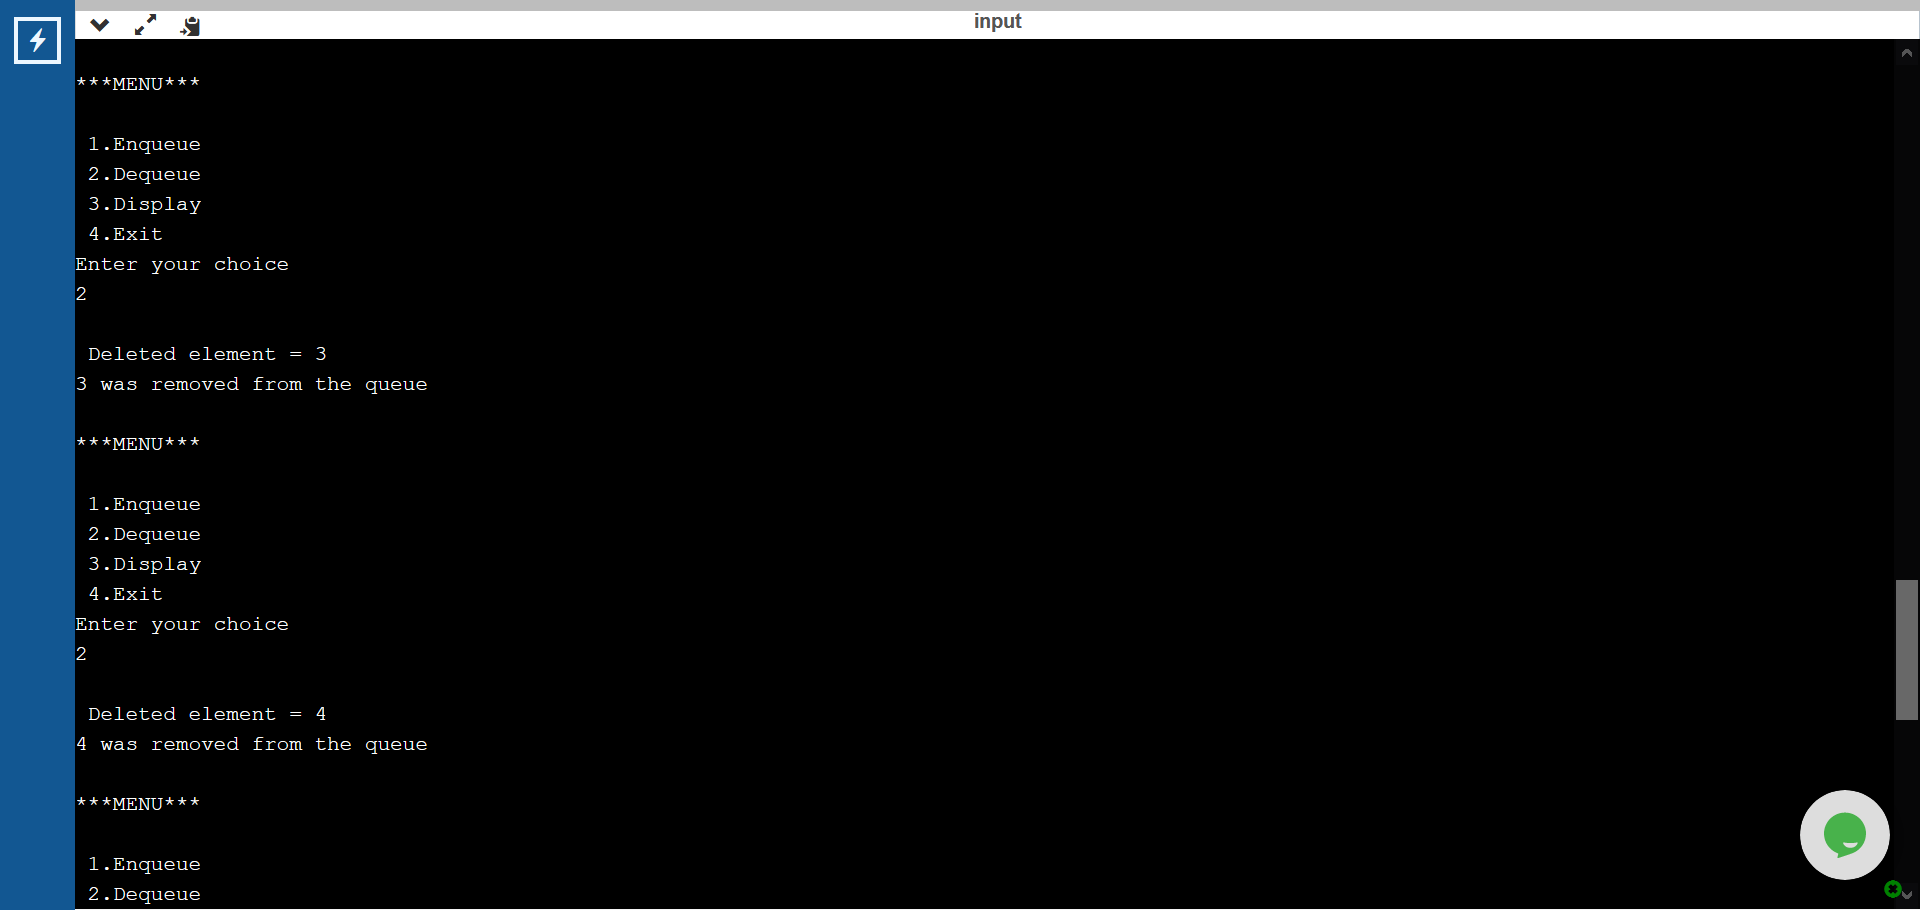 input
***MENU***
1.Enqueue
2.Dequeue
3.Display
4.Exit
Enter your choice
2
Deleted element = 3
3 was removed from the queue
***MENU***
1.Enqueue
2.Dequeue
3.Display
4.Exit
Enter your choice
2
Deleted element = 4
4 was removed from the queue
***MENU***
1.Enqueue
2.Dequeue